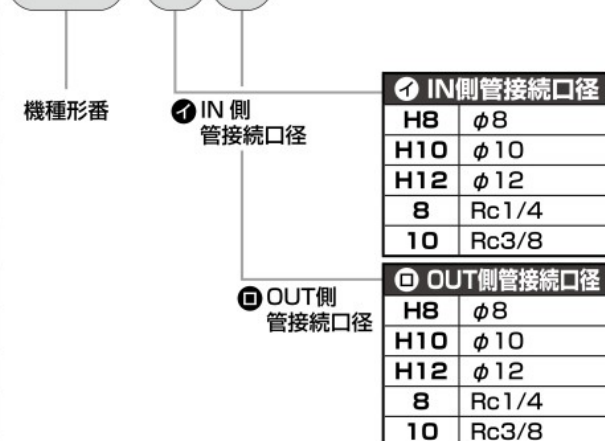 機種形番
イ IN 側
管接続口径
イ IN側管接続口径
H8 φ8
H10 φ10
H12 φ12
8 Rc1/4
10 Rc3/8
ロ OUT側
管接続口径
ロ OUT側管接続口径
H8 φ8
H10 φ10
H12 φ12
8 Rc1/4
10 Rc3/8